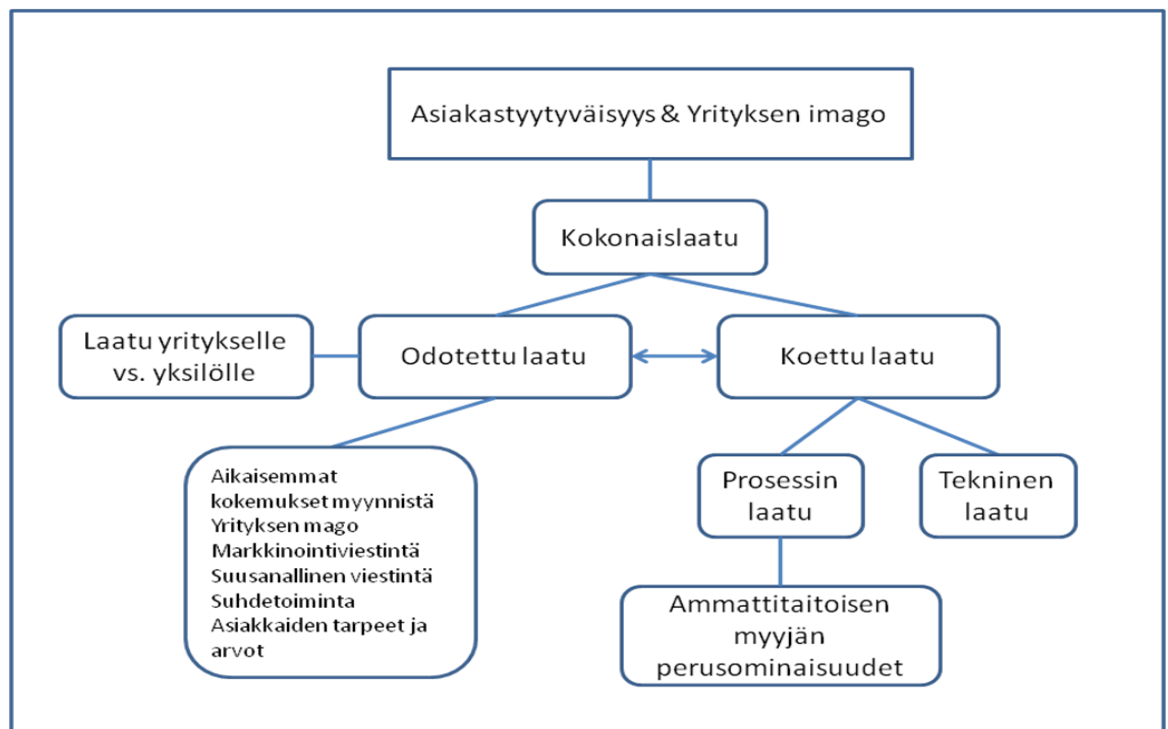 Asiakastyytyväisyys & Yrityksen imago
Kokonaislaatu
Laatu yritykselle
vs. yksilölle
Odotettu laatu
Koettu laatu
Aikaisemmat
kokemukset myynnistä
Yrityksen mago
Markkinointiviestintä
Suusanallinen viestintä
Suhdetoiminta
Asiakkaiden tarpeet ja
arvot
Prosessin
laatu
Tekninen
laatu
Ammattitaitoisen
myyjän
perusominaisuudet